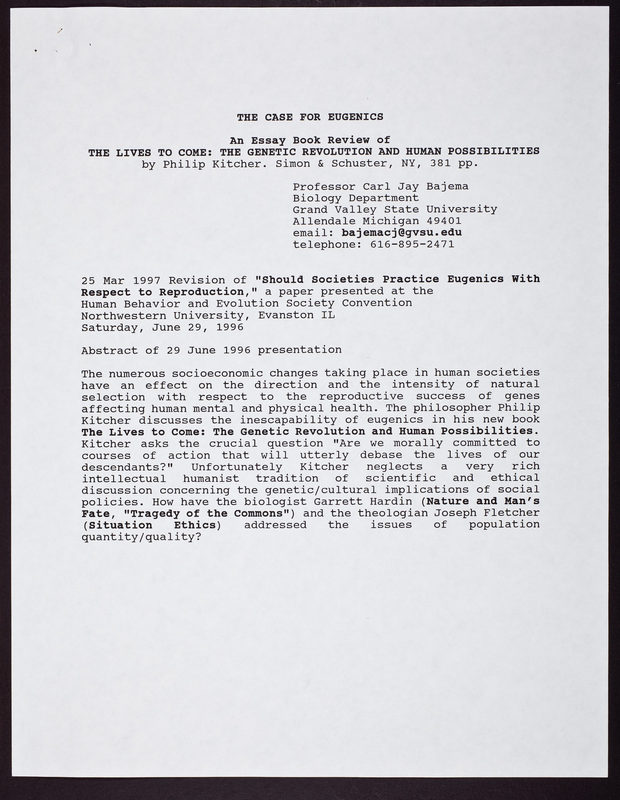 THE CASE FOR EUGENICS
An Essay Book Review of
THE LIVES TO COME: THE GENETIC REVOLUTION AND HUMAN POSSIBILITIES
by Philip Kitcher. Simon & Schuster, NY, 381 pp.
Professor Carl Jay Bajema
Biology Department
Grand Valley State University
Allendale Michigan 49401
email: bajemacj@gvsu.edu
telephone: 616-895-2471
25 Mar 1997 Revision of "Should Societies Practice Eugenics With
Respect to Reproduction," a paper presented at the
Human Behavior and Evolution Society Convention
Northwestern University, Evanston IL
Saturday, June 29, 1996
Abstract of 29 June 1996 presentation
The numerous socioeconomic changes taking place in human societies
have an effect on the direction and the intensity of natural
selection with respect to the reproductive success of genes
affecting human mental and physical health. The philosopher Philip
Kitcher discusses the inescapability of eugenics in his new book
The Lives to Come: The Genetic Revolution and Human Possibilities.
Kitcher asks the crucial question "Are we morally committed to
courses of action that will utterly debase the lives of our
descendants?" Unfortunately Kitcher neglects a very rich
intellectual humanist tradition of scientific and ethical
discussion concerning the genetic/cultural implications of social
policies. How have the biologist Garrett Hardin (Nature and Man's
Fate, "Tragedy of the Commons") and the theologian Joseph Fletcher
(Situation Ethics) addressed the issues of population
quantity/quality?